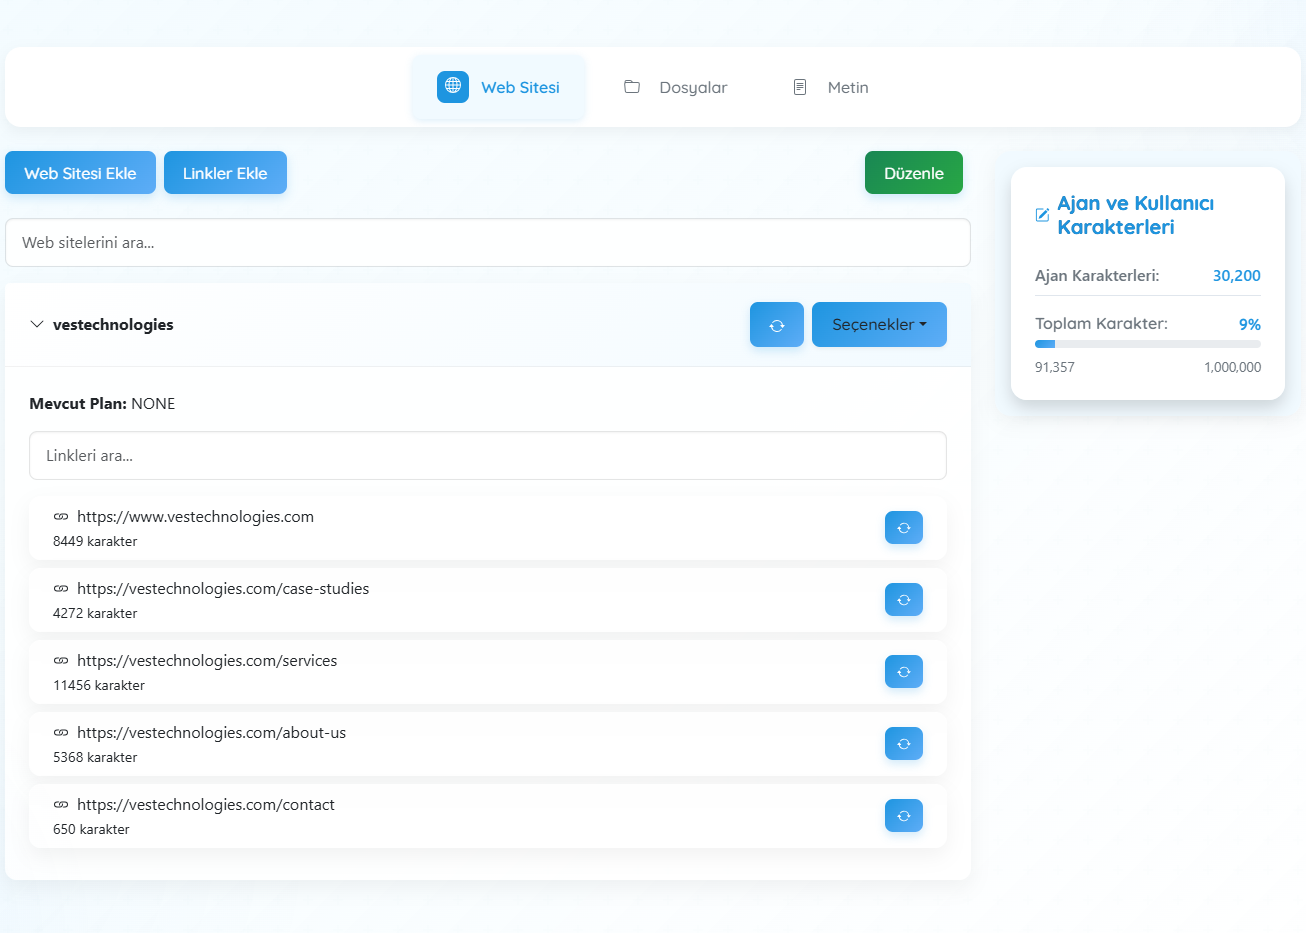 Web Sitesi
Dosyalar
Metin
Web Sitesi Ekle
Linkler Ekle
Düzenle
Web sitelerini ara...
vestechnologies
Seçenekler
Mevcut Plan: NONE
Linkleri ara...
https://www.vestechnologies.com
8449 karakter
https://vestechnologies.com/case-studies
4272 karakter
https://vestechnologies.com/services
11456 karakter
https://vestechnologies.com/about-us
5368 karakter
https://vestechnologies.com/contact
650 karakter
Ajan ve Kullanıcı
Karakterleri
Ajan Karakterleri: 30,200
Toplam Karakter: 9%
91,357 1,000,000